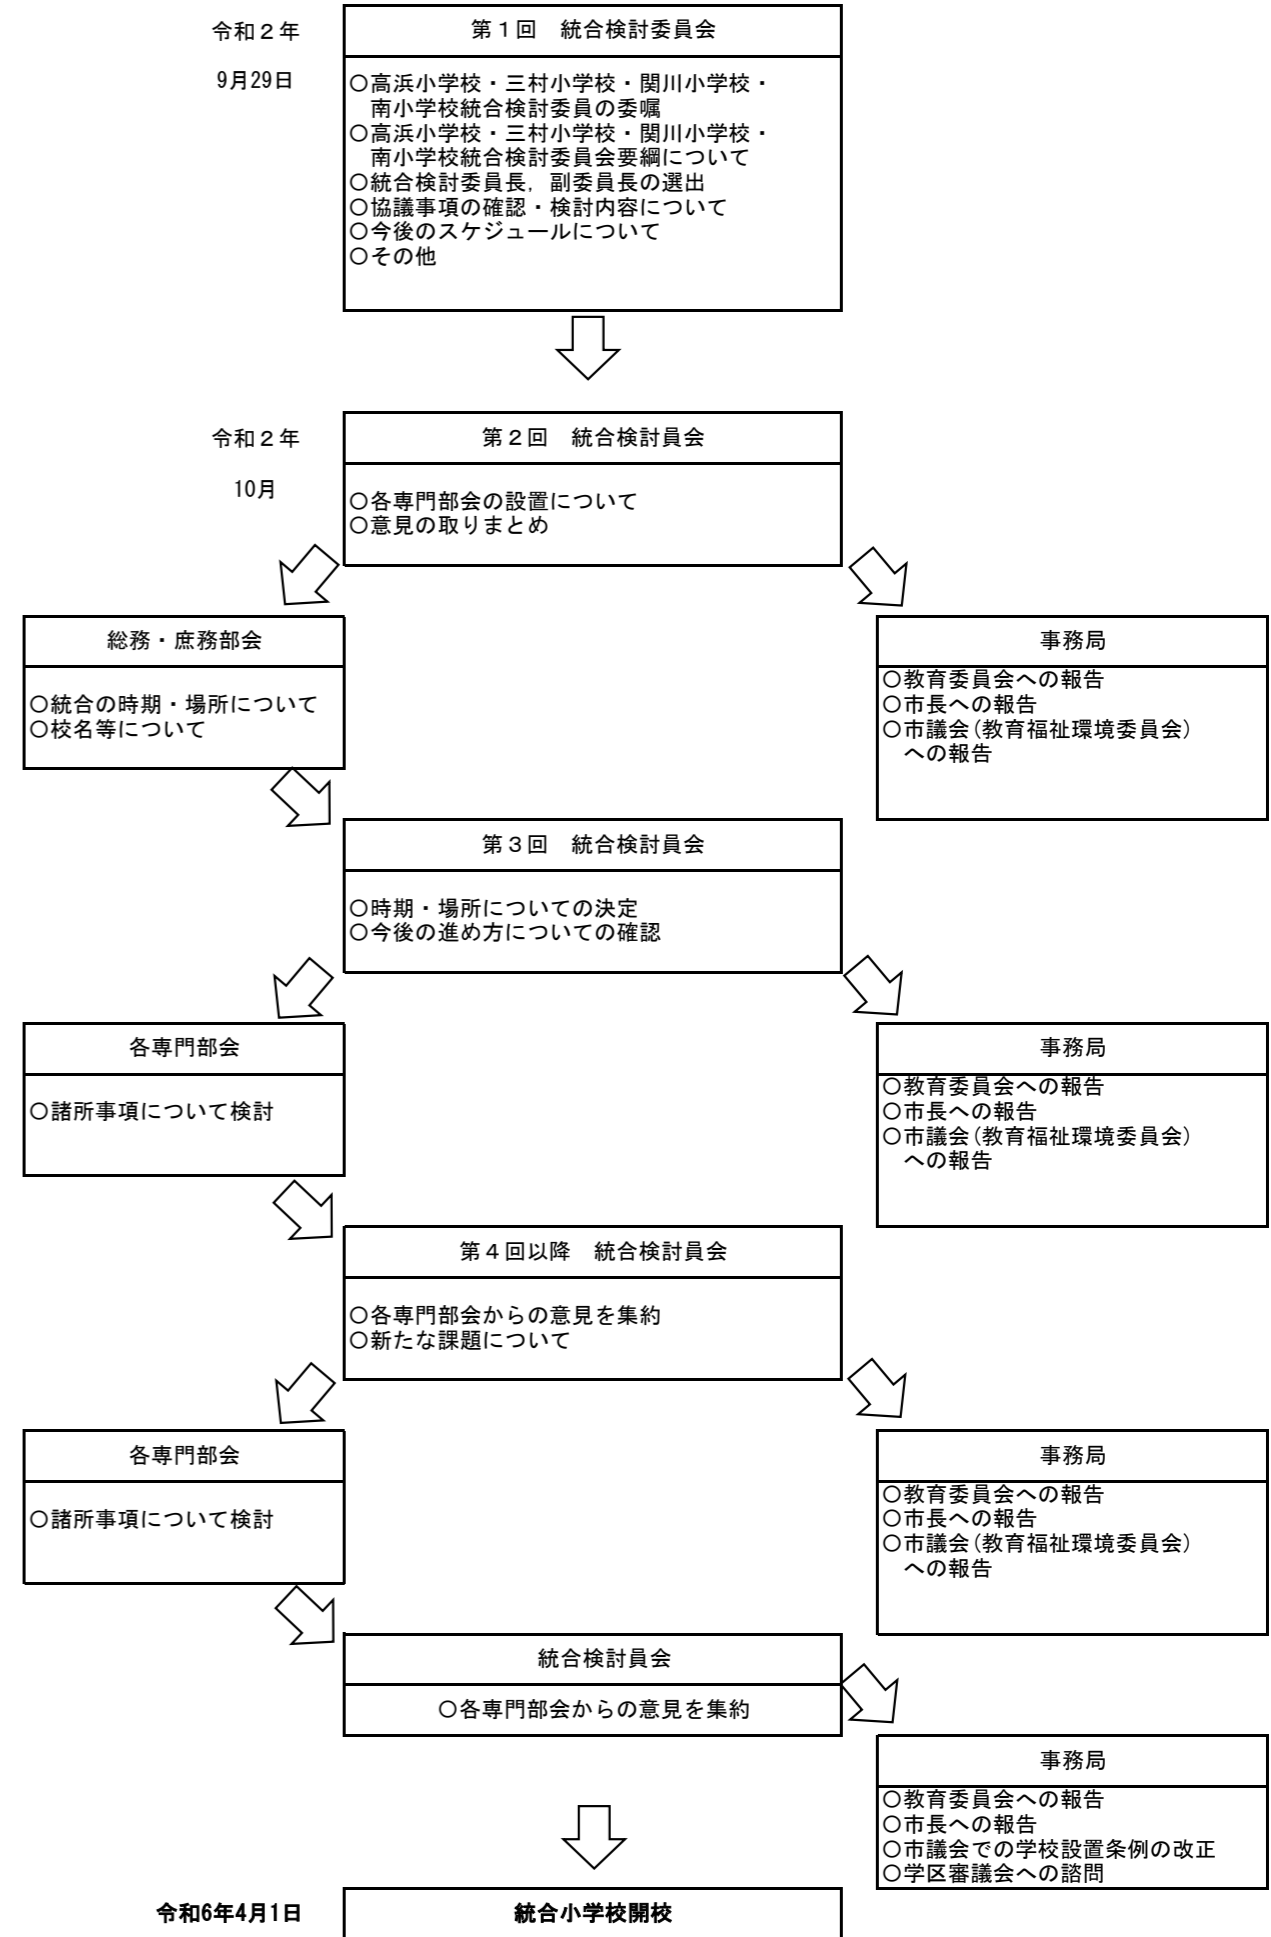 令和２年
第１回　統合検討委員会
9月29日
○高浜小学校・三村小学校・関川小学校・
南小学校統合検討委員の委嘱
○高浜小学校・三村小学校・関川小学校・
南小学校統合検討委員会要綱について
○統合検討委員長，副委員長の選出
○協議事項の確認・検討内容について
○今後のスケジュールについて
○その他
令和２年
第２回　統合検討員会
10月
○各専門部会の設置について
○意見の取りまとめ
総務・庶務部会
○統合の時期・場所について
○校名等について
事務局
○教育委員会への報告
○市長への報告
○市議会(教育福祉環境委員会)
への報告
第３回　統合検討員会
○時期・場所についての決定
○今後の進め方についての確認
各専門部会
○諸所事項について検討
事務局
○教育委員会への報告
○市長への報告
○市議会(教育福祉環境委員会)
への報告
第４回以降　統合検討員会
○各専門部会からの意見を集約
○新たな課題について
各専門部会
○諸所事項について検討
事務局
○教育委員会への報告
○市長への報告
○市議会(教育福祉環境委員会)
への報告
統合検討員会
○各専門部会からの意見を集約
事務局
○教育委員会への報告
○市長への報告
○市議会での学校設置条例の改正
○学区審議会への諮問
令和6年4月1日
統合小学校開校